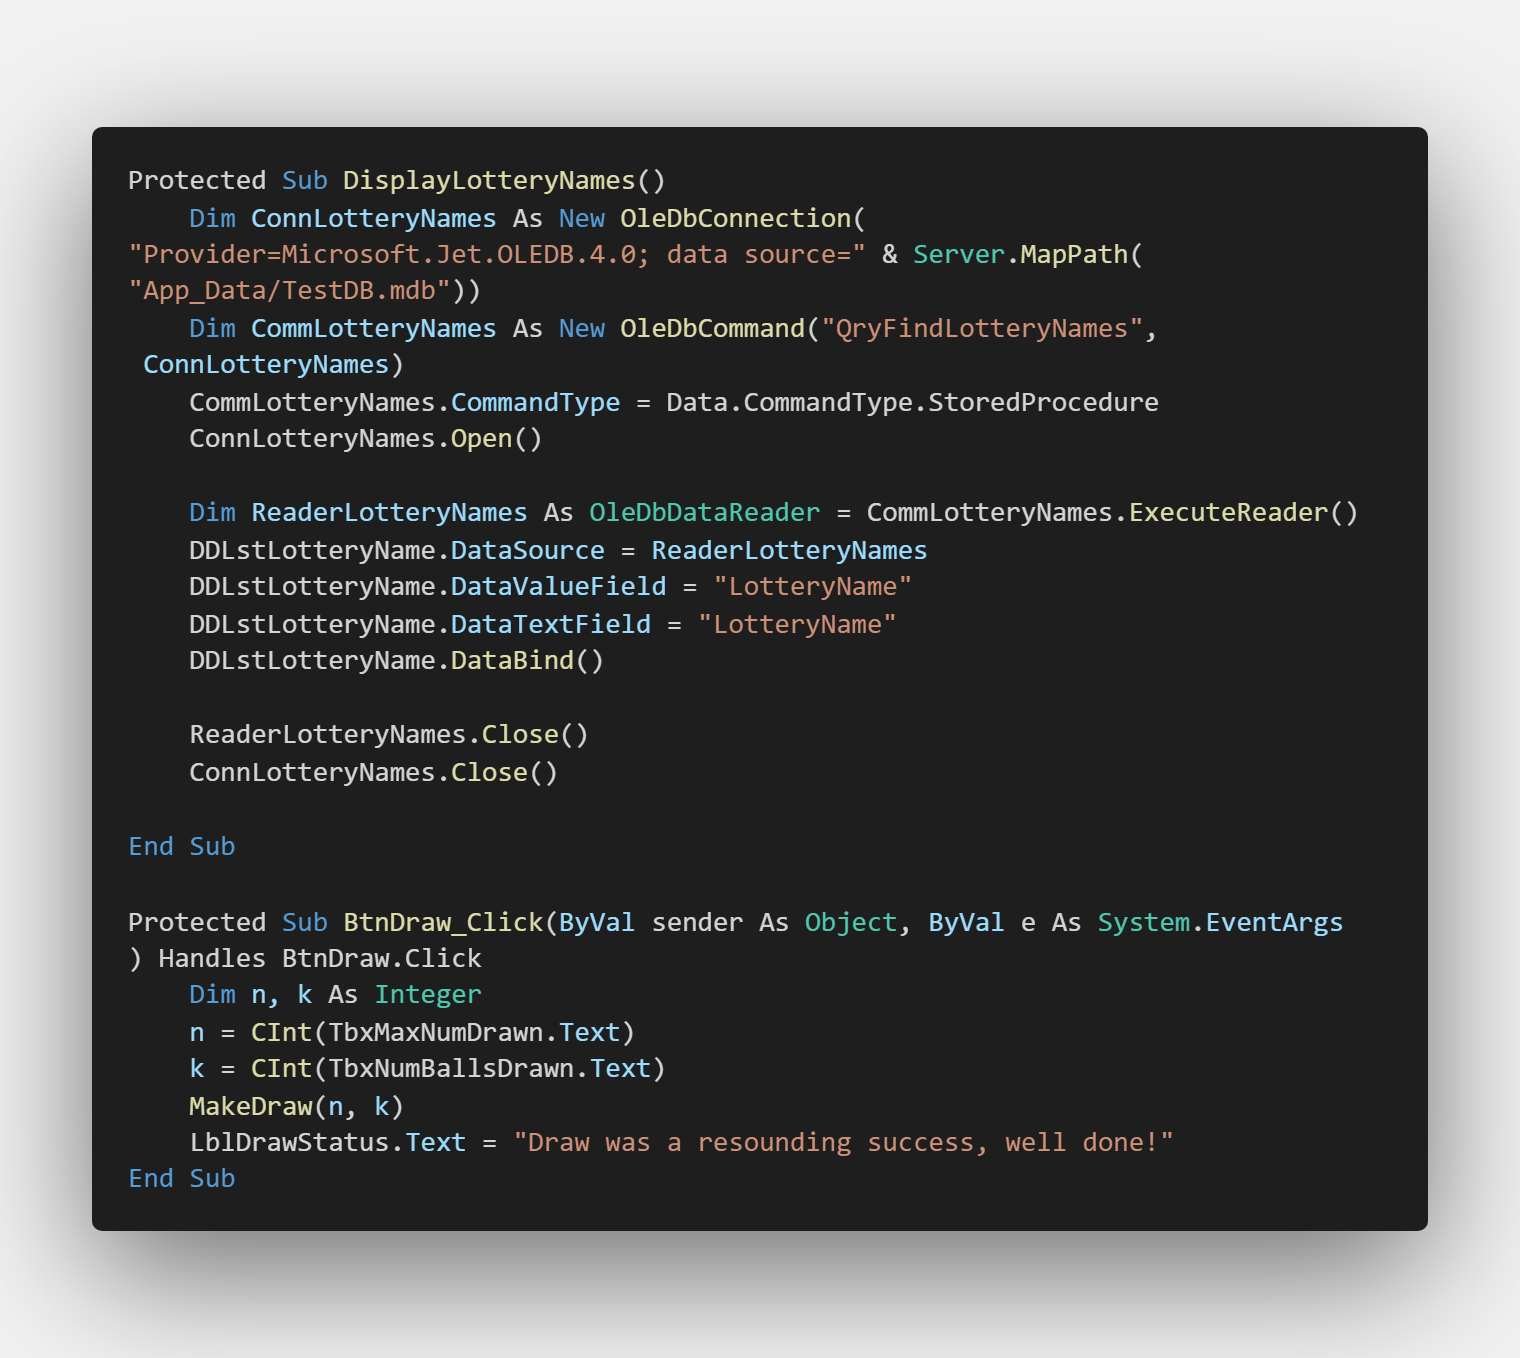 Protected Sub DisplayLotteryNames()
    Dim ConnLotteryNames As New OleDbConnection(
"Provider=Microsoft.Jet.OLEDB.4.0; data source=" & Server.MapPath(
"App_Data/TestDB.mdb"))
    Dim CommLotteryNames As New OleDbCommand("QryFindLotteryNames",
 ConnLotteryNames)
    CommLotteryNames.CommandType = Data.CommandType.StoredProcedure
    ConnLotteryNames.Open()

    Dim ReaderLotteryNames As OleDbDataReader = CommLotteryNames.ExecuteReader()
    DDLstLotteryName.DataSource = ReaderLotteryNames
    DDLstLotteryName.DataValueField = "LotteryName"
    DDLstLotteryName.DataTextField = "LotteryName"
    DDLstLotteryName.DataBind()

    ReaderLotteryNames.Close()
    ConnLotteryNames.Close()

End Sub

Protected Sub BtnDraw_Click(ByVal sender As Object, ByVal e As System.EventArgs
) Handles BtnDraw.Click
    Dim n, k As Integer
    n = CInt(TbxMaxNumDrawn.Text)
    k = CInt(TbxNumBallsDrawn.Text)
    MakeDraw(n, k)
    LblDrawStatus.Text = "Draw was a resounding success, well done!"
End Sub